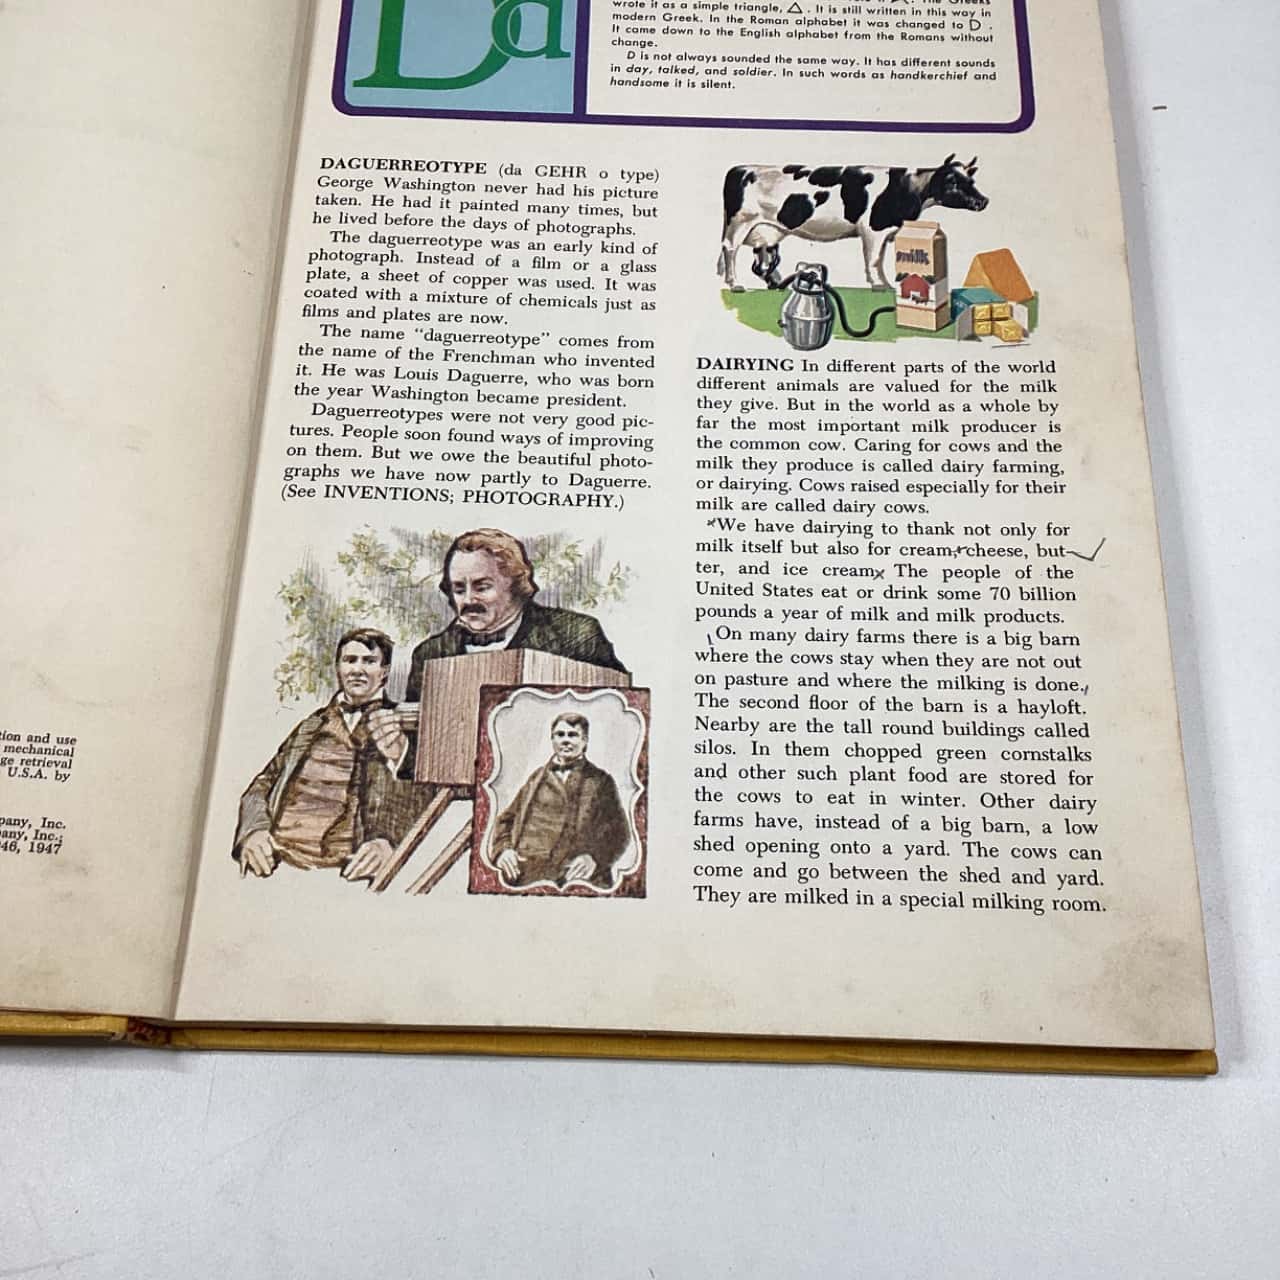 tion and use
mechanical
ge retrieval
U.S.A. by
pany, Inc.
any, Inc.;
46, 1947
Dd
wrote it as a simple triangle, △. It is still written in this way in
modern Greek. In the Roman alphabet it was changed to D.
It came down to the English alphabet from the Romans without
change.
D is not always sounded the same way. It has different sounds
in day, talked, and soldier. In such words as handkerchief and
handsome it is silent.
DAGUERREOTYPE (da GEHR o type)
George Washington never had his picture
taken. He had it painted many times, but
he lived before the days of photographs.
The daguerreotype was an early kind of
photograph. Instead of a film or a glass
plate, a sheet of copper was used. It was
coated with a mixture of chemicals just as
films and plates are now.
The name "daguerreotype" comes from
the name of the Frenchman who invented
it. He was Louis Daguerre, who was born
the year Washington became president.
Daguerreotypes were not very good pic-
tures. People soon found ways of improving
on them. But we owe the beautiful photo-
graphs we have now partly to Daguerre.
(See INVENTIONS; PHOTOGRAPHY.)
DAIRYING In different parts of the world
different animals are valued for the milk
they give. But in the world as a whole by
far the most important milk producer is
the common cow. Caring for cows and the
milk they produce is called dairy farming,
or dairying. Cows raised especially for their
milk are called dairy cows.
We have dairying to thank not only for
milk itself but also for cream, cheese, but-
ter, and ice cream. The people of the
United States eat or drink some 70 billion
pounds a year of milk and milk products.
On many dairy farms there is a big barn
where the cows stay when they are not out
on pasture and where the milking is done.
The second floor of the barn is a hayloft.
Nearby are the tall round buildings called
silos. In them chopped green cornstalks
and other such plant food are stored for
the cows to eat in winter. Other dairy
farms have, instead of a big barn, a low
shed opening onto a yard. The cows can
come and go between the shed and yard.
They are milked in a special milking room.